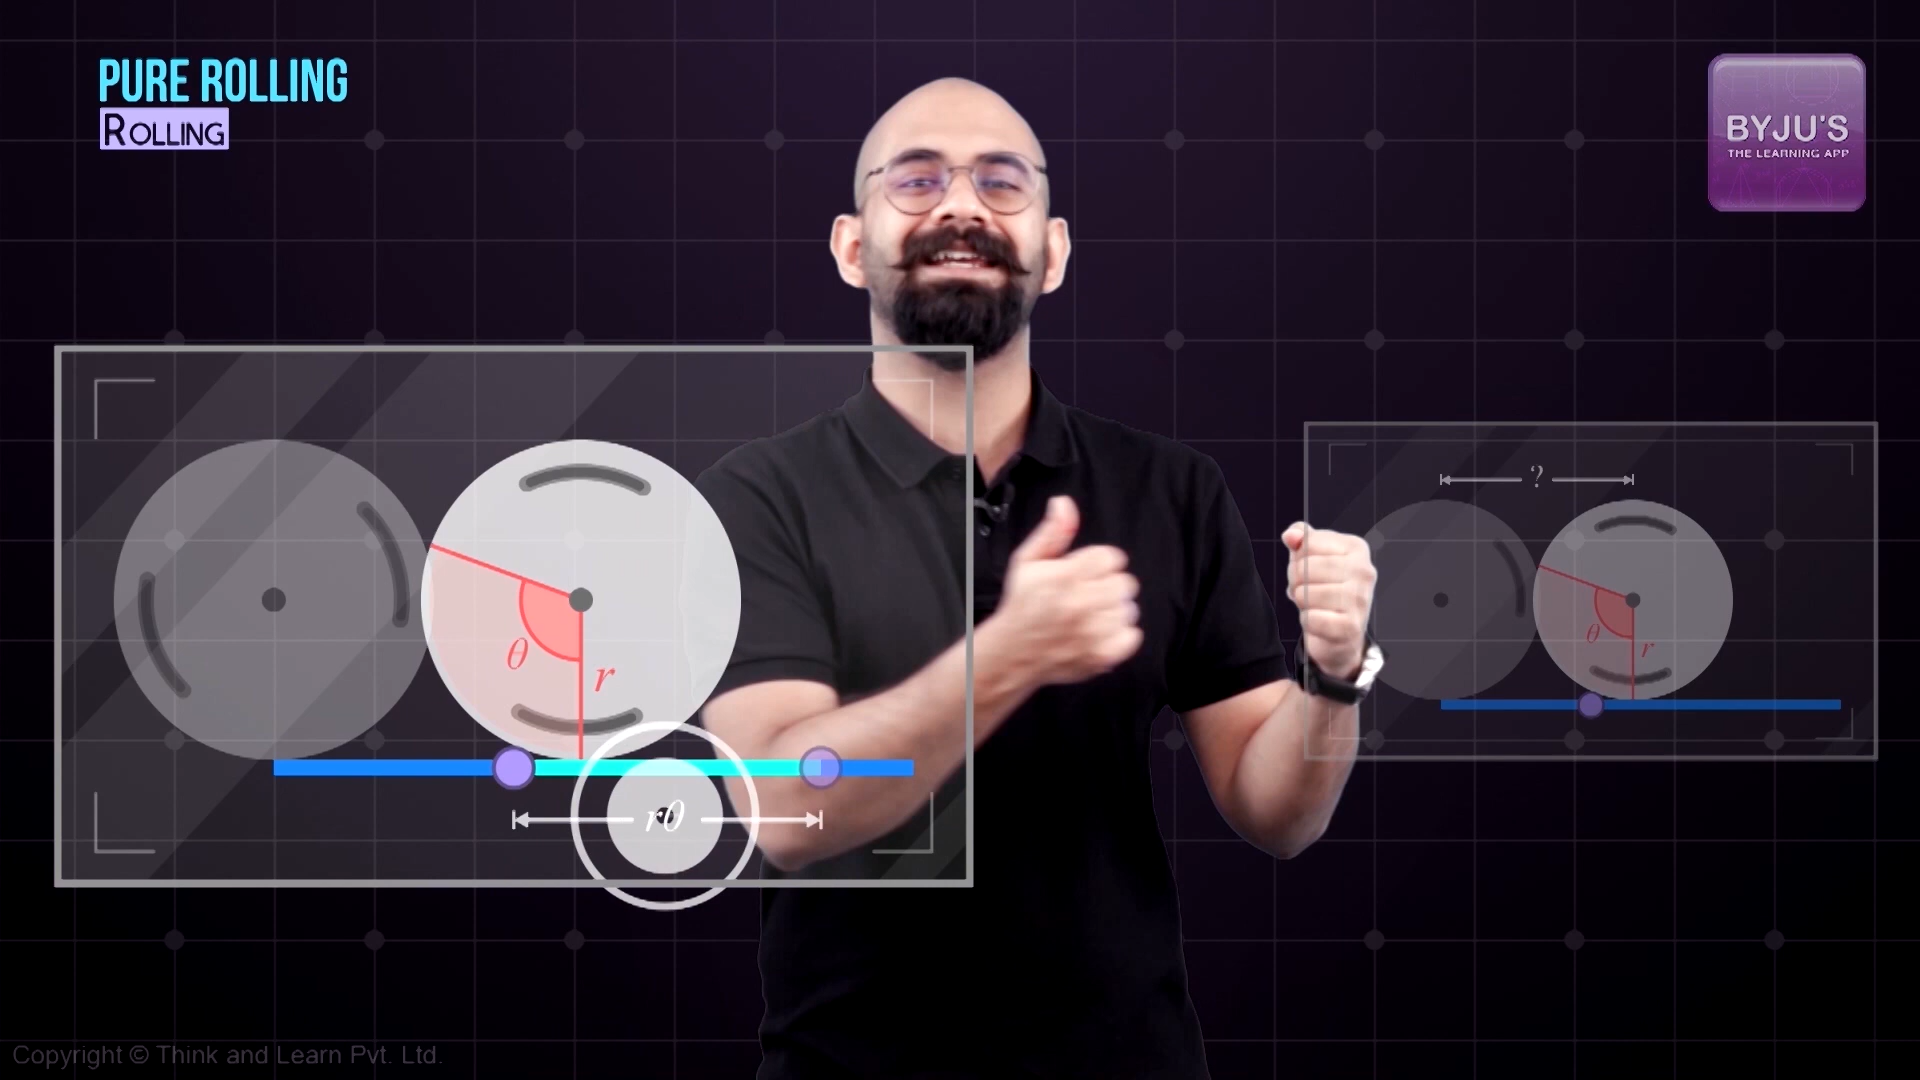 PURE ROLLING
ROLLING
BYJU'S
THE LEARNING APP
?
θ
r
θ
r
rθ
Copyright © Think and Learn Pvt. Ltd.